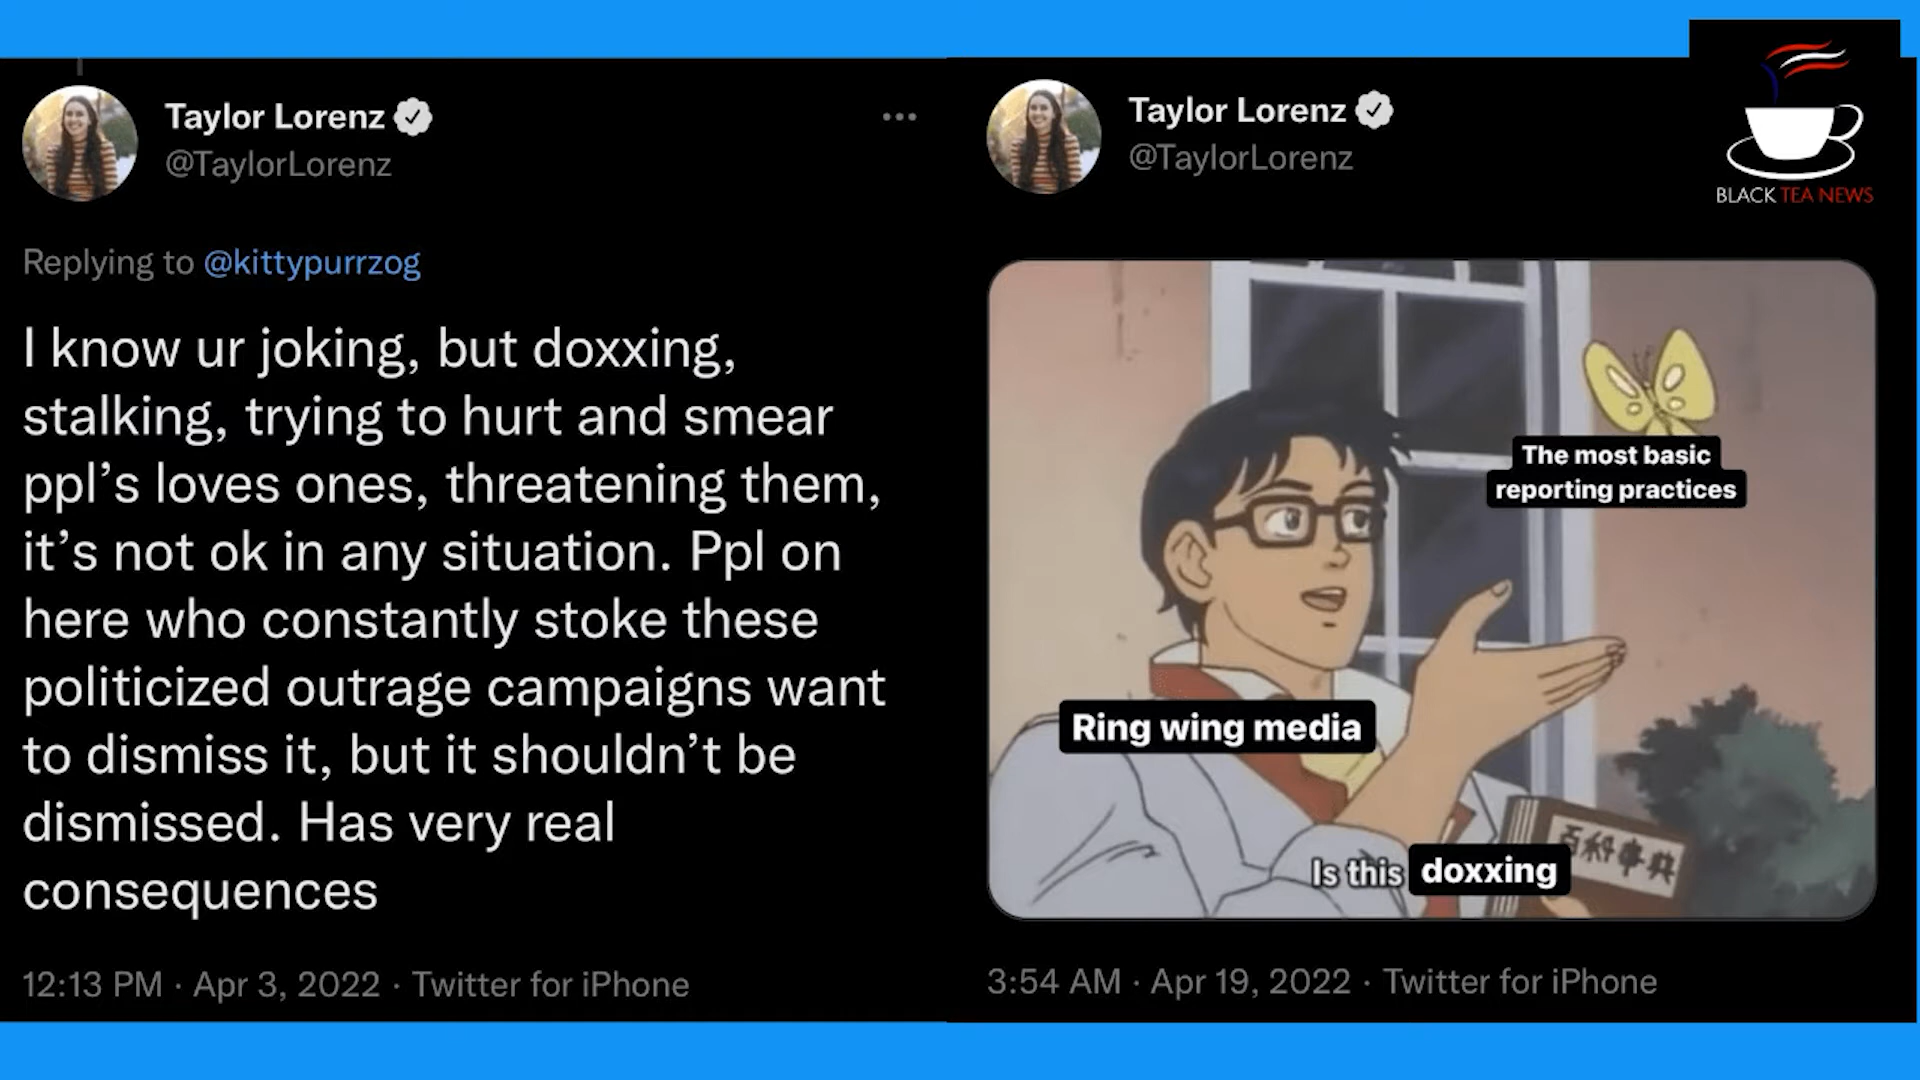 Taylor Lorenz
@TaylorLorenz
Replying to @kittypurrzog
I know ur joking, but doxxing,
stalking, trying to hurt and smear
ppl’s loves ones, threatening them,
it’s not ok in any situation. Ppl on
here who constantly stoke these
politicized outrage campaigns want
to dismiss it, but it shouldn’t be
dismissed. Has very real
consequences
12:13 PM · Apr 3, 2022 · Twitter for iPhone
Taylor Lorenz
@TaylorLorenz
BLACK TEA NEWS
The most basic
reporting practices
Ring wing media
Is this doxxing
3:54 AM · Apr 19, 2022 · Twitter for iPhone